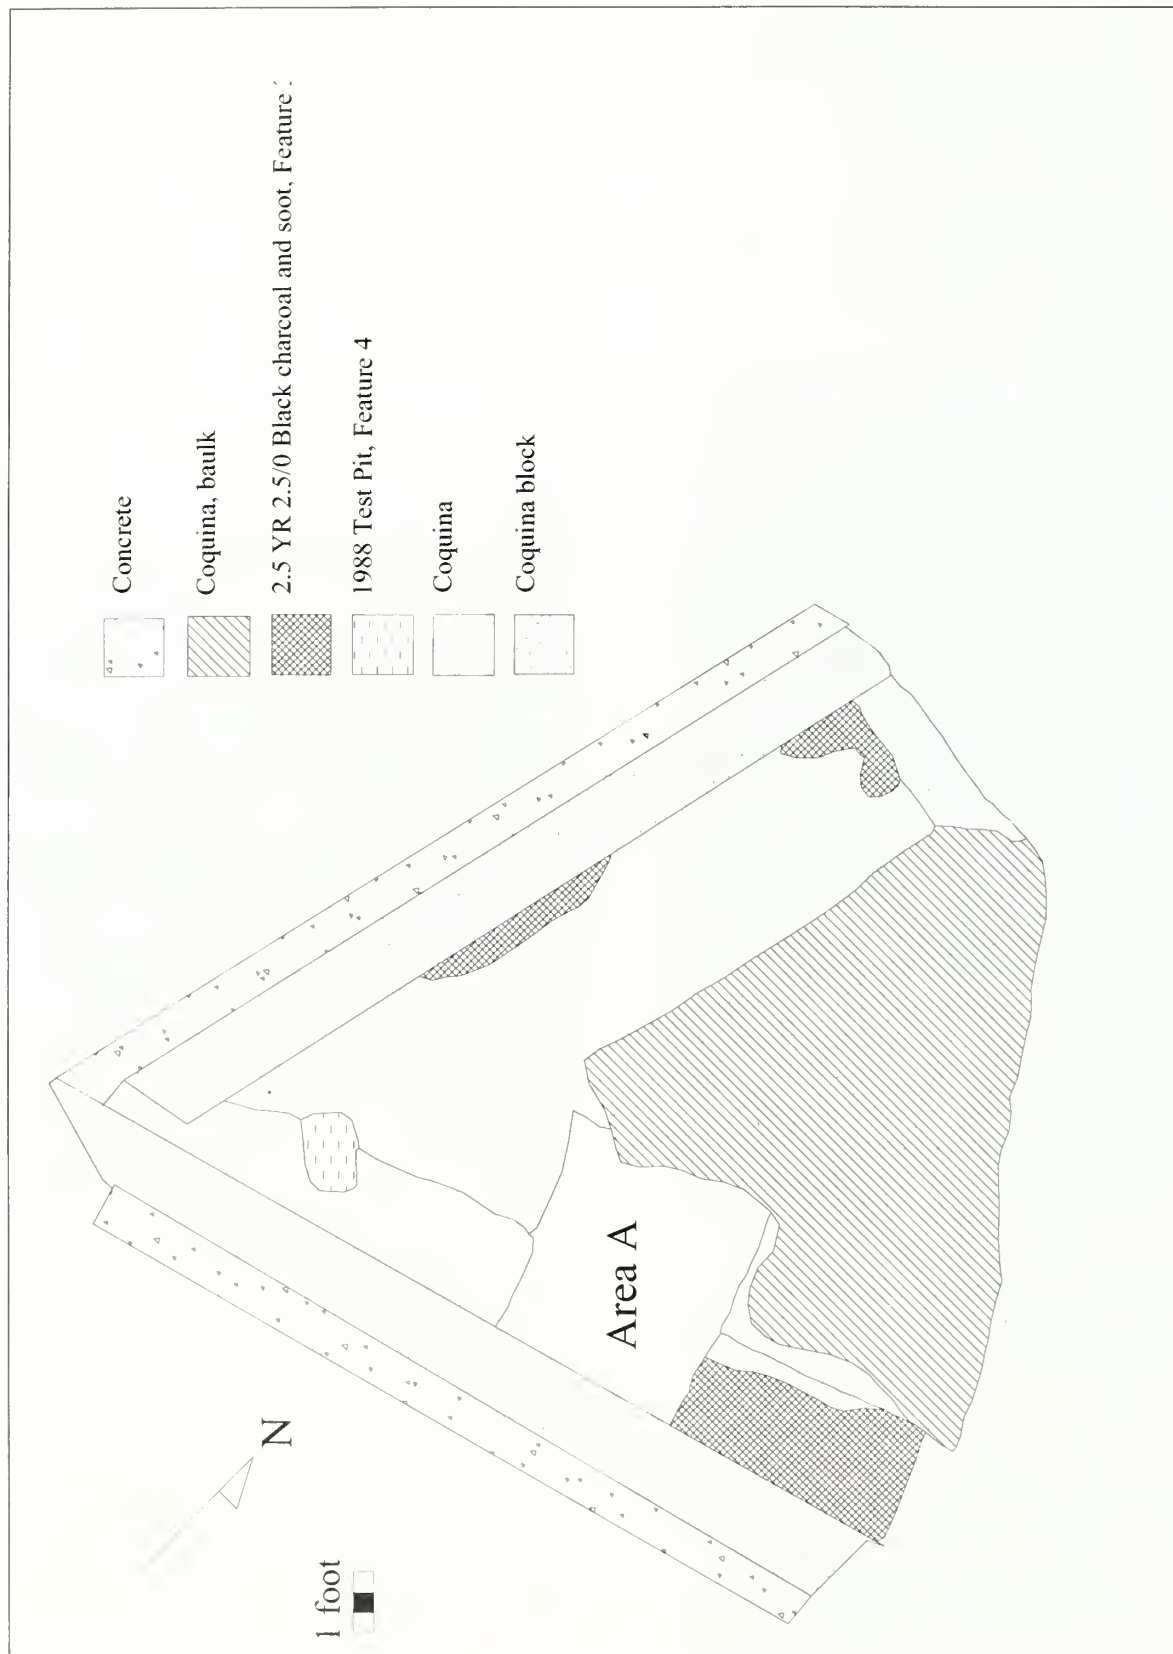 Concrete
Coquina, baulk
2.5 YR 2.5/0 Black charcoal and soot, Feature
1988 Test Pit, Feature 4
Coquina
Coquina block
Area A
N
1 foot